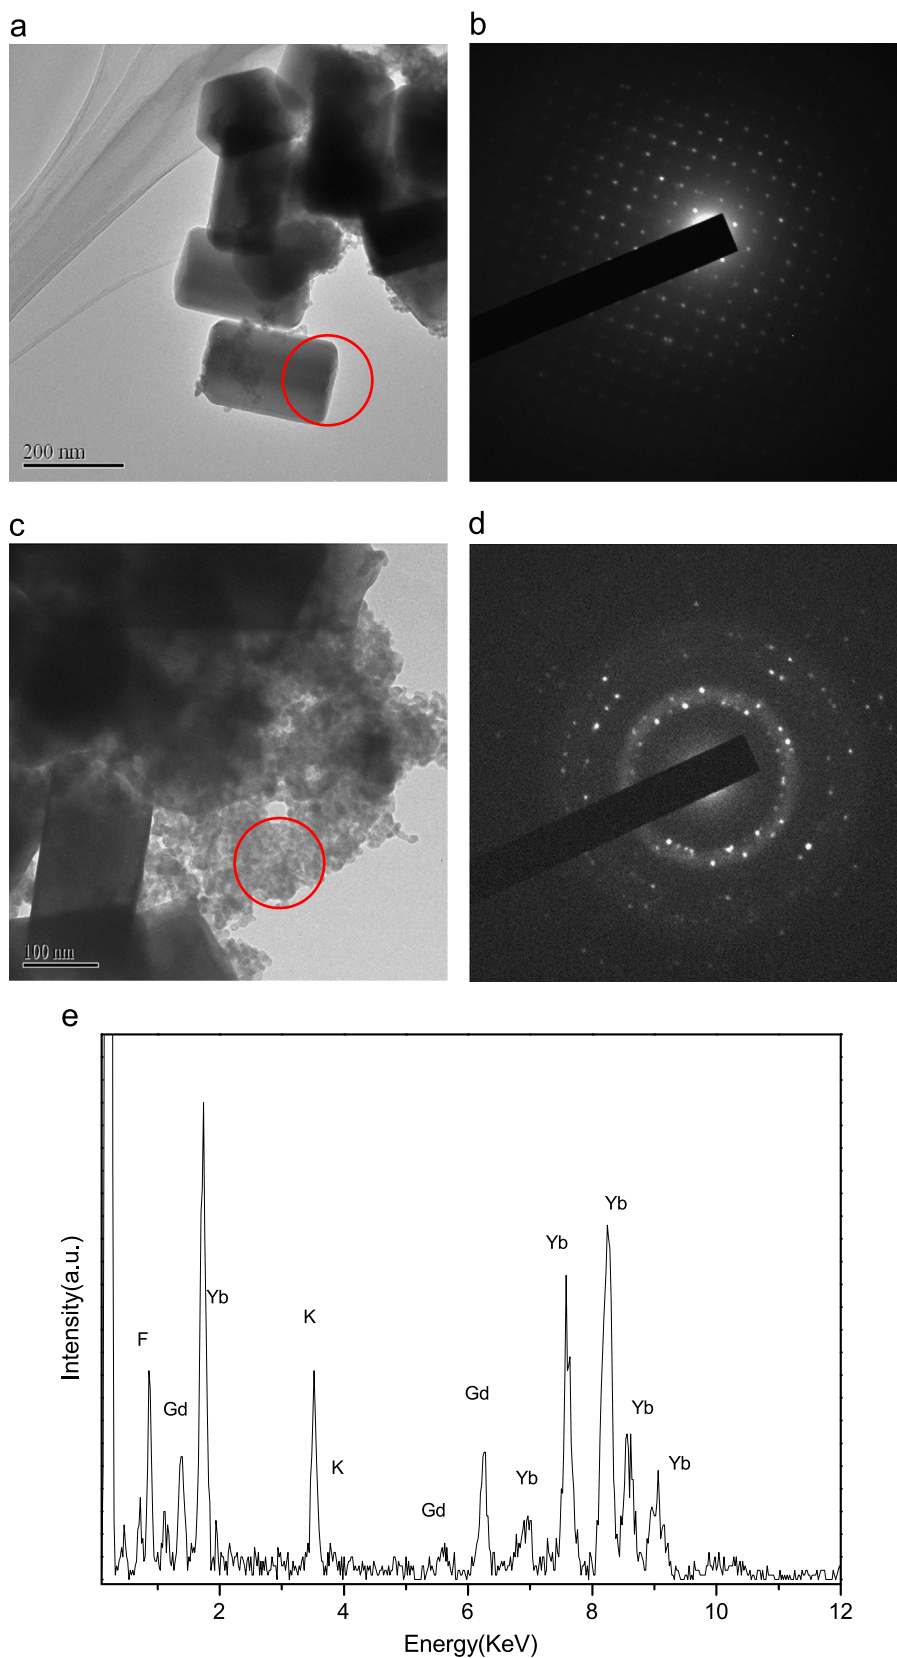 a
b
200 nm
c
d
100 nm
e
Yb
Yb
Yb
K
F
Gd
Gd
Yb
K
Yb
Yb
Gd
Intensity(a.u.)
2
4
6
8
10
12
Energy(KeV)